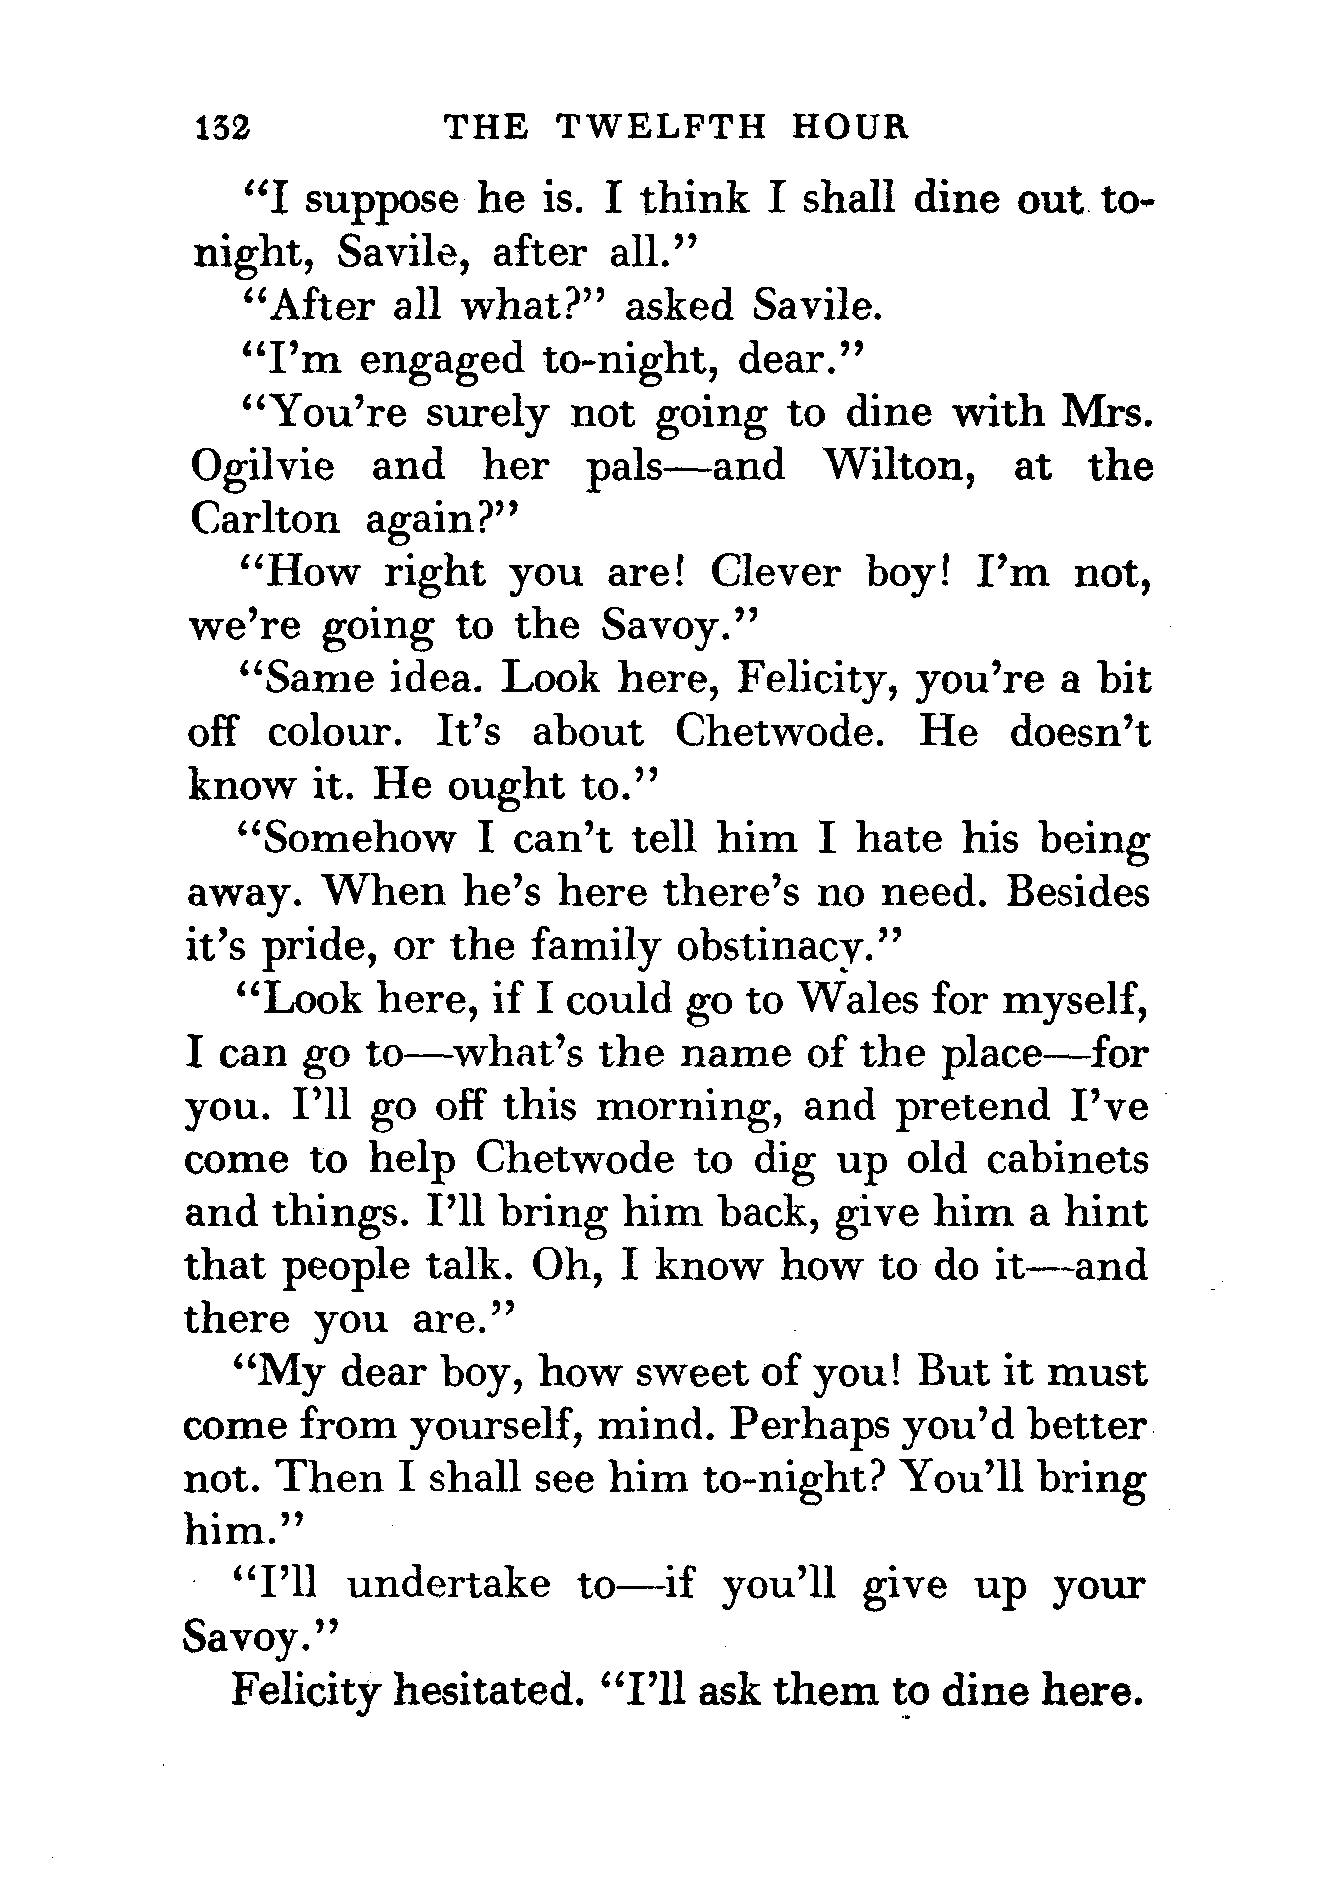 132 THE TWELFTH HOUR
“I suppose he is. I think I shall dine out to-
night, Savile, after all.”
“After all what?” asked Savile.
“I’m engaged to-night, dear.”
“You’re surely not going to dine with Mrs.
Ogilvie and her pals—and Wilton, at the
Carlton again?”
“How right you are! Clever boy! I’m not,
we’re going to the Savoy.”
“Same idea. Look here, Felicity, you’re a bit
off colour. It’s about Chetwode. He doesn’t
know it. He ought to.”
“Somehow I can’t tell him I hate his being
away. When he’s here there’s no need. Besides
it’s pride, or the family obstinacy.”
“Look here, if I could go to Wales for myself,
I can go to—what’s the name of the place—for
you. I’ll go off this morning, and pretend I’ve
come to help Chetwode to dig up old cabinets
and things. I’ll bring him back, give him a hint
that people talk. Oh, I know how to do it—and
there you are.”
“My dear boy, how sweet of you! But it must
come from yourself, mind. Perhaps you’d better
not. Then I shall see him to-night? You’ll bring
him.”
“I’ll undertake to—if you’ll give up your
Savoy.”
Felicity hesitated. “I’ll ask them to dine here.